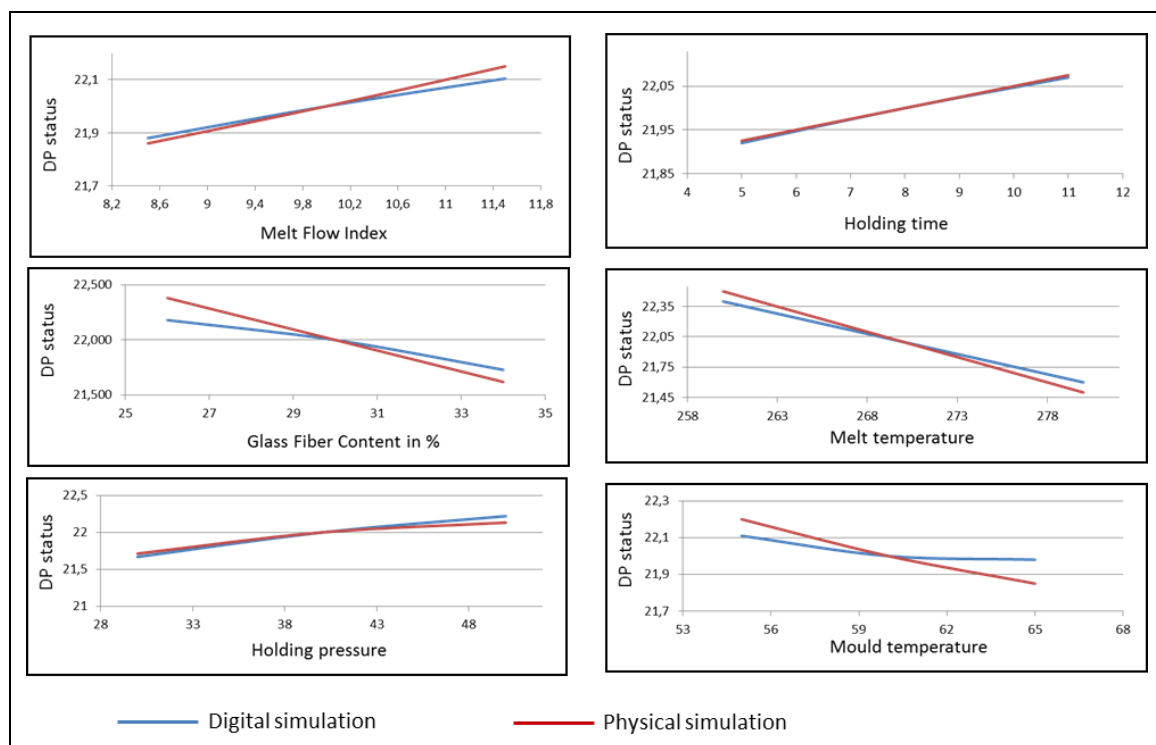 22,1
21,9
21,7
DP status
8,2 8,6 9 9,4 9,8 10,2 10,6 11 11,4 11,8
Melt Flow Index
22,05
21,95
21,85
DP status
4 5 6 7 8 9 10 11 12
Holding time
22,500
22,000
21,500
DP status
25 27 29 31 33 35
Glass Fiber Content in %
22,35
22,05
21,75
21,45
DP status
258 263 268 273 278
Melt temperature
22,5
22
21,5
21
DP status
28 33 38 43 48
Holding pressure
22,3
22,1
21,9
21,7
DP status
53 56 59 62 65 68
Mould temperature
Digital simulation
Physical simulation